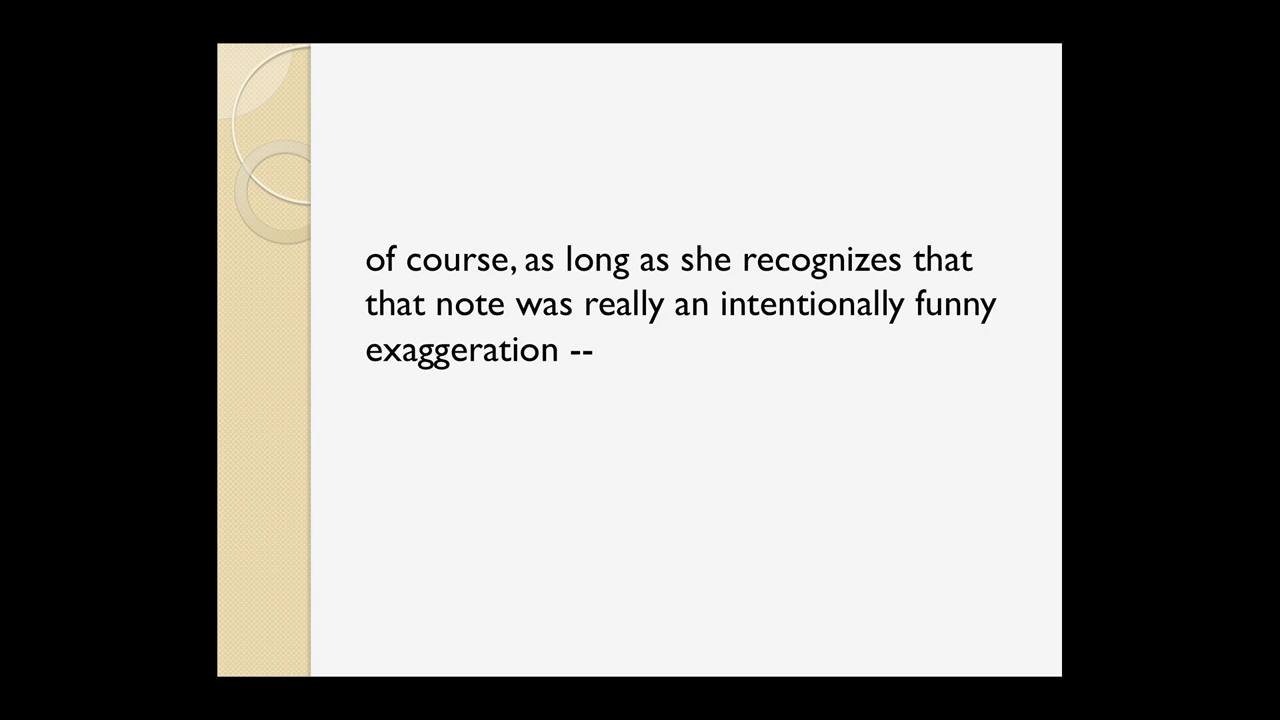 of course, as long as she recognizes that
that note was really an intentionally funny
exaggeration --